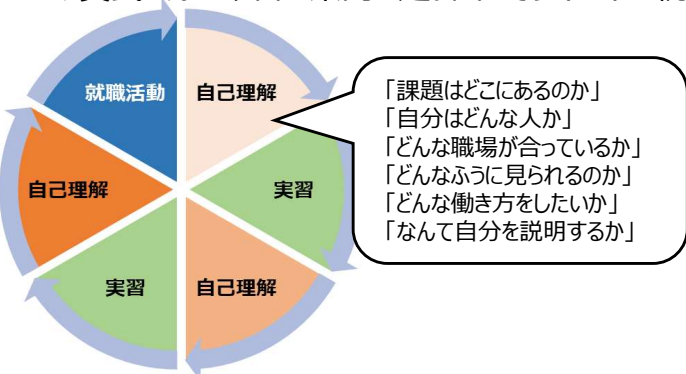 就職活動
自己理解
「課題はどこにあるのか」
「自分はどんな人か」
「どんな職場が合っているか」
「どんなふうに見られるのか」
「どんな働き方をしたいか」
「なんて自分を説明するか」
自己理解
実習
実習
自己理解